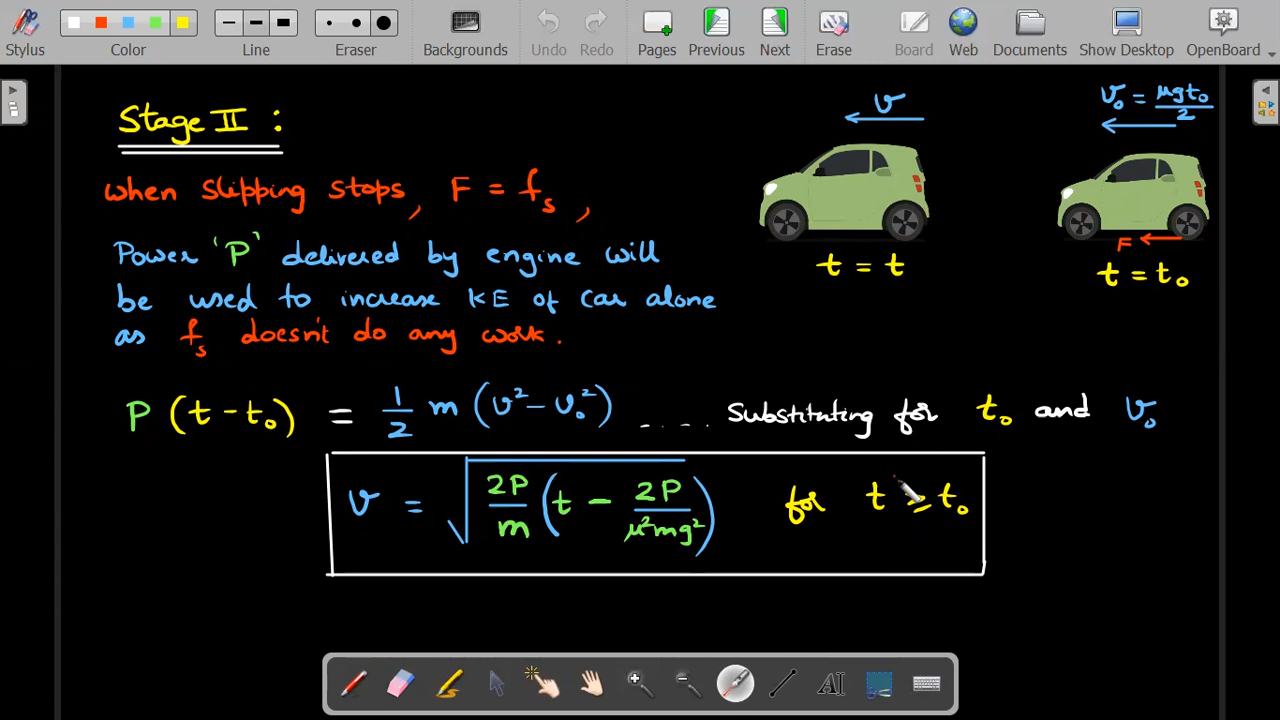 Stylus Color Line Eraser Backgrounds Undo Redo Pages Previous Next Erase Board Web Documents Show Desktop OpenBoard
Stage II :
v
v₀ = μgt₀/2
when slipping stops, F = fₛ,
Power 'P' delivered by engine will
be used to increase KE of car alone
as fₛ doesn't do any work.
F
t = t
t = t₀
P (t - t₀) = 1/2 m (v² - v₀²) ..... Substituting for t₀ and v₀
v = √(2P/m (t - 2P/μ²mg²)) for t ≥ t₀
AI